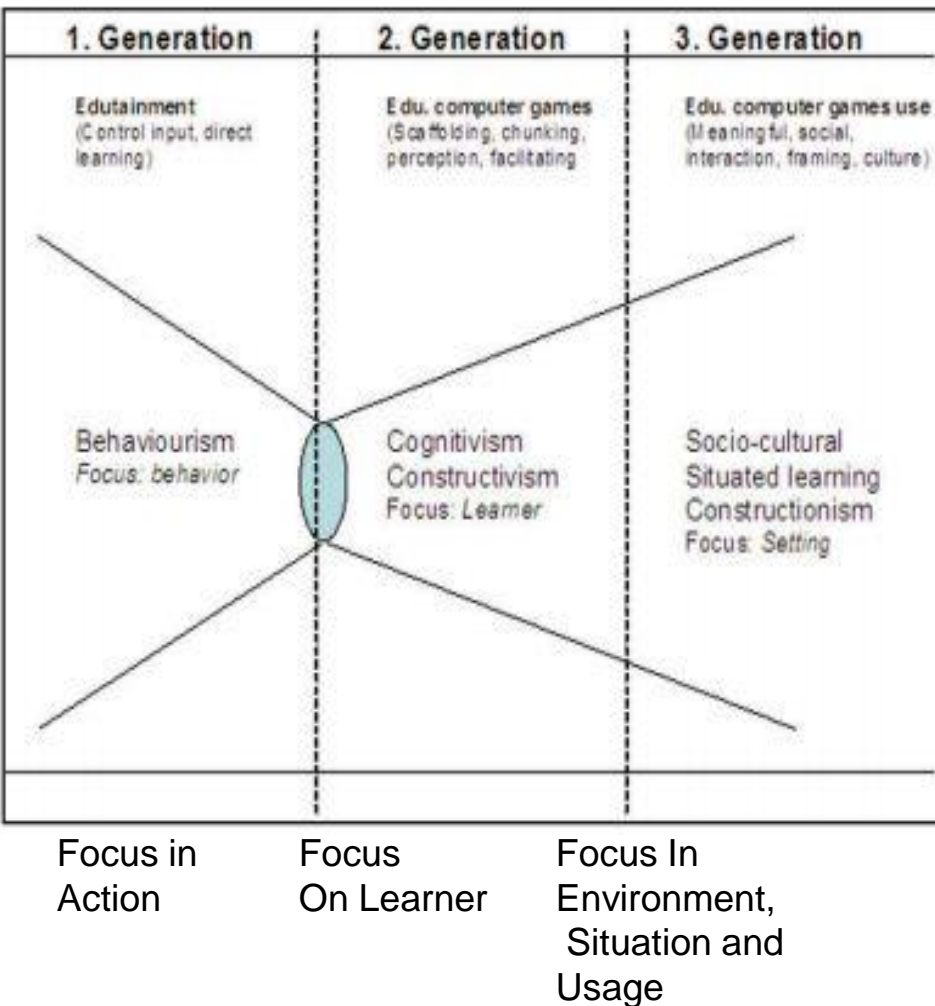 1. Generation
2. Generation
3. Generation
Edutainment
(Control input, direct
learning)
Edu. computer games
(Scaffolding, chunking,
perception, facilitating
Edu. computer games use
(Meaningful, social,
interaction, framing, culture)
Behaviourism
Focus: behavior
Cognitivism
Constructivism
Focus: Learner
Socio-cultural
Situated learning
Constructionism
Focus: Setting
Focus in
Action
Focus
On Learner
Focus In
Environment,
Situation and
Usage